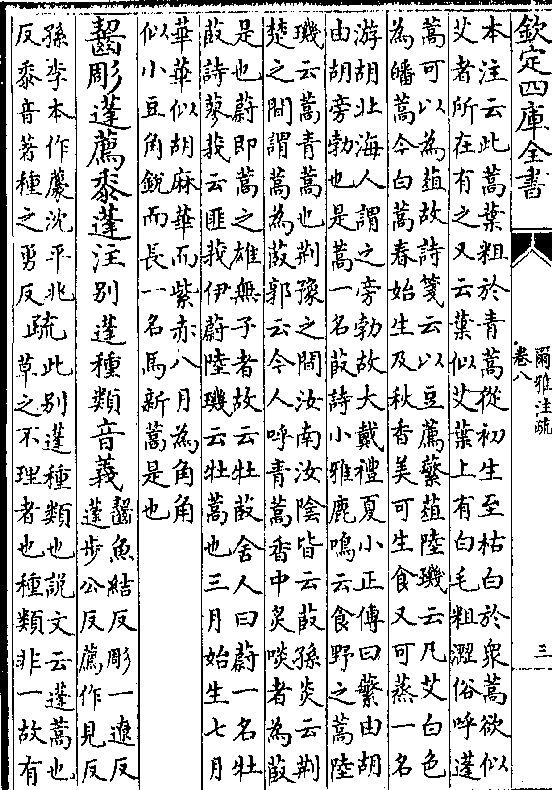 欽定四庫全書
爾雅注疏
卷八
三
本注云此蒿葉粗於青蒿從初生至枯白於衆蒿欲似
艾者所在有之又云葉似艾葉上有白毛粗澀俗呼蓬
蒿可以為葅故詩箋云以豆薦蘩葅陸璣云凡艾白色
為皤蒿今白蒿春始生及秋香美可生食又可蒸一名
游胡北海人謂之旁勃故大戴禮夏小正傳曰蘩由胡
由胡旁勃也是蒿一名菣詩小雅鹿鳴云食野之蒿陸
璣云蒿青蒿也荆豫之間汝南汝陰皆云菣孫炎云荆
楚之間謂蒿為菣郭云今人呼青蒿香中炙啖者為菣
是也蔚即蒿之雄無子者故云牡菣舍人曰蔚一名牡
菣詩蓼莪云匪莪伊蔚陸璣云牡蒿也三月始生七月
華華似胡麻華而紫赤八月為角角
似小豆角銳而長一名馬新蒿是也
齧彫蓬薦黍蓬注别蓬種類音義
齧魚結反彫一遼反
蓬步公反薦作見反
孫李本作藨沈平兆
反黍音著種之勇反
疏
此别蓬種類也説文云蓬蒿也
草之不理者也種類非一故有